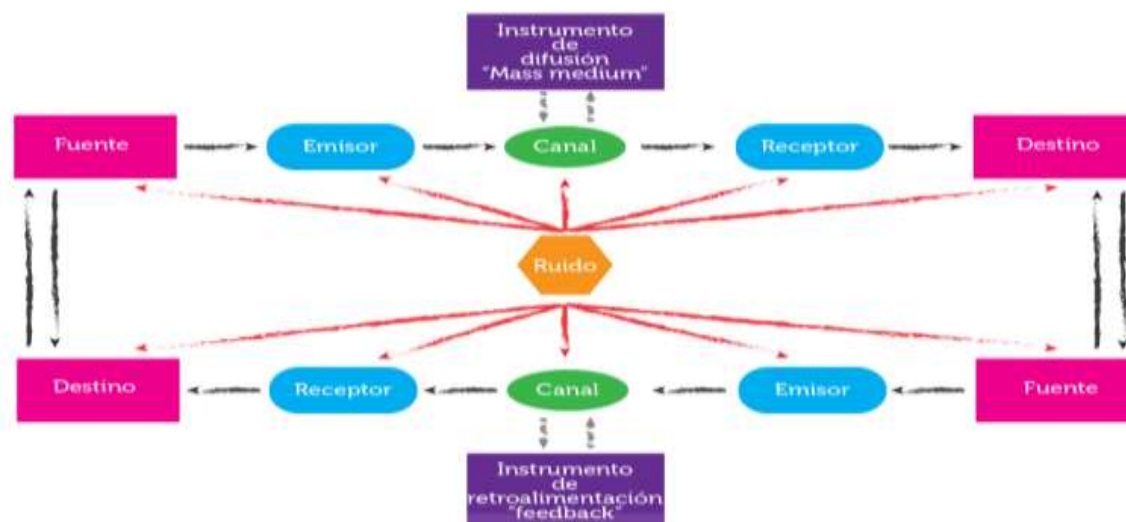 Instrumento
de
difusión
"Mass medium"
Fuente
Emisor
Canal
Receptor
Destino
Ruido
Destino
Receptor
Canal
Emisor
Fuente
Instrumento
de
retroalimentación
"feedback"